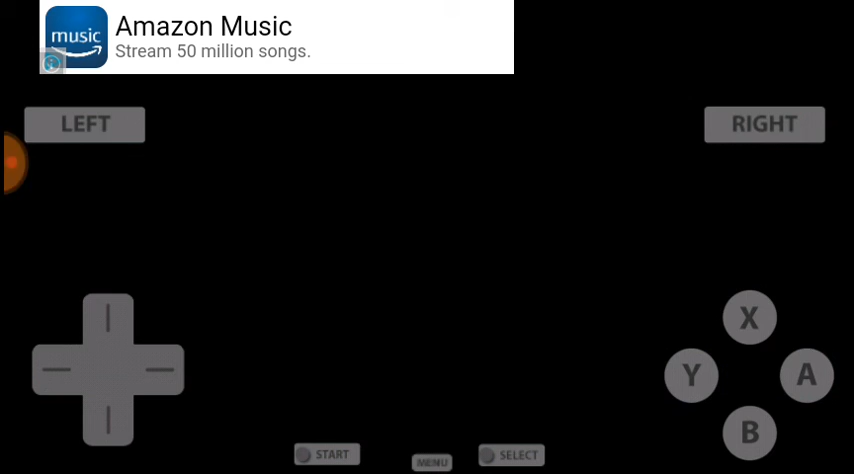 music
Amazon Music
Stream 50 million songs.
LEFT
RIGHT
X
Y
A
B
START
MENU
SELECT